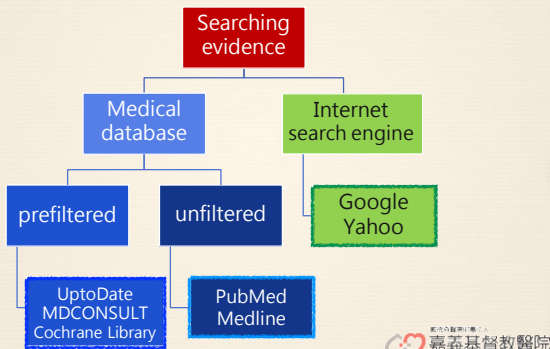 Searching
evidence
Medical
database
Internet
search engine
prefiltered
unfiltered
Google
Yahoo
UptoDate
MDCONSULT
Cochrane Library
PubMed
Medline
嘉義基督教醫院